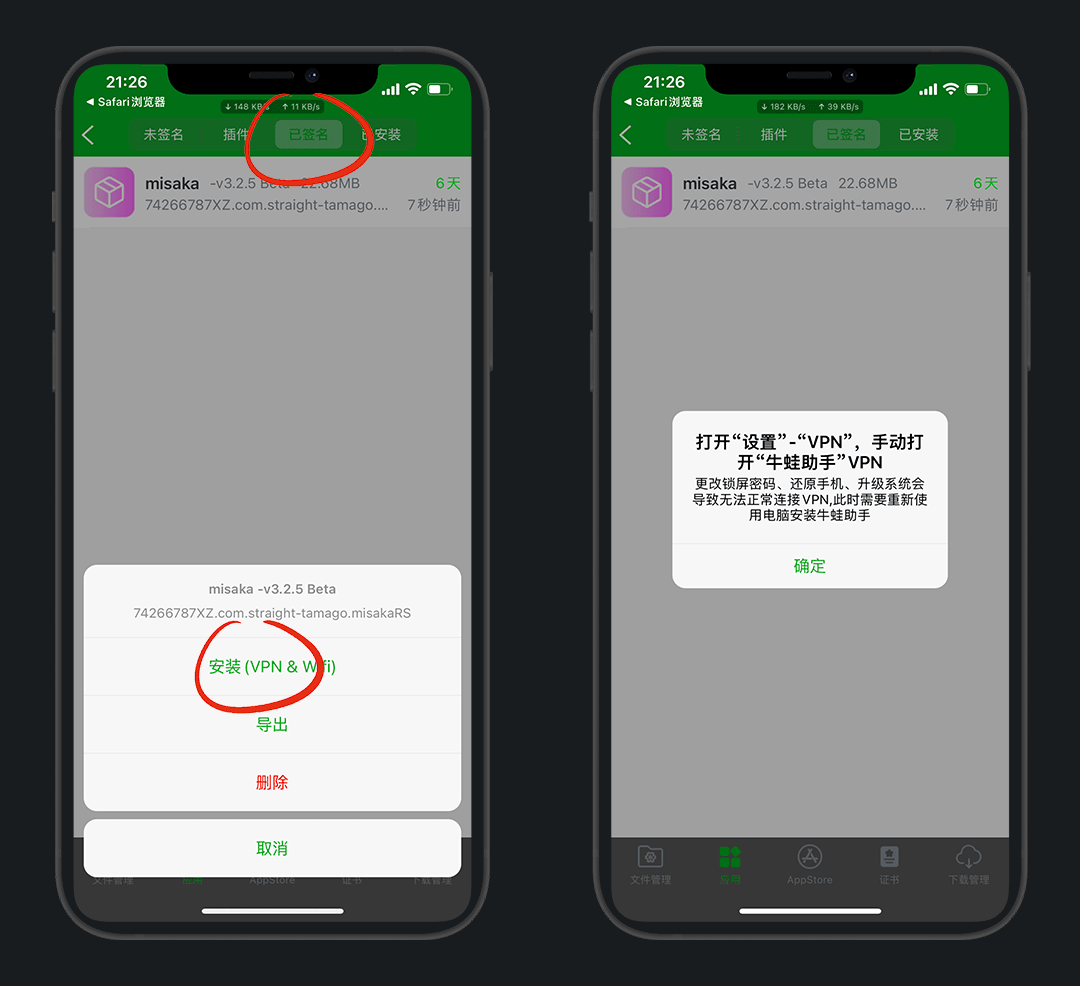 21:26
◀ Safari浏览器
↓ 148 KB/s ↑ 11 KB/s
未签名 插件 已签名 已安装
misaka -v3.2.5 Beta 22.68MB 6天
74266787XZ.com.straight-tamago.... 7秒钟前
misaka -v3.2.5 Beta
74266787XZ.com.straight-tamago.misakaRS
安装 (VPN & Wifi)
导出
删除
取消
文件管理 应用 AppStore 证书 下载管理
21:26
◀ Safari浏览器
↓ 182 KB/s ↑ 39 KB/s
未签名 插件 已签名 已安装
misaka -v3.2.5 Beta 22.68MB 6天
74266787XZ.com.straight-tamago.... 7秒钟前
打开“设置”-“VPN”，手动打
开“牛蛙助手”VPN
更改锁屏密码、还原手机、升级系统会
导致无法正常连接VPN,此时需要重新使
用电脑安装牛蛙助手
确定
文件管理 应用 AppStore 证书 下载管理